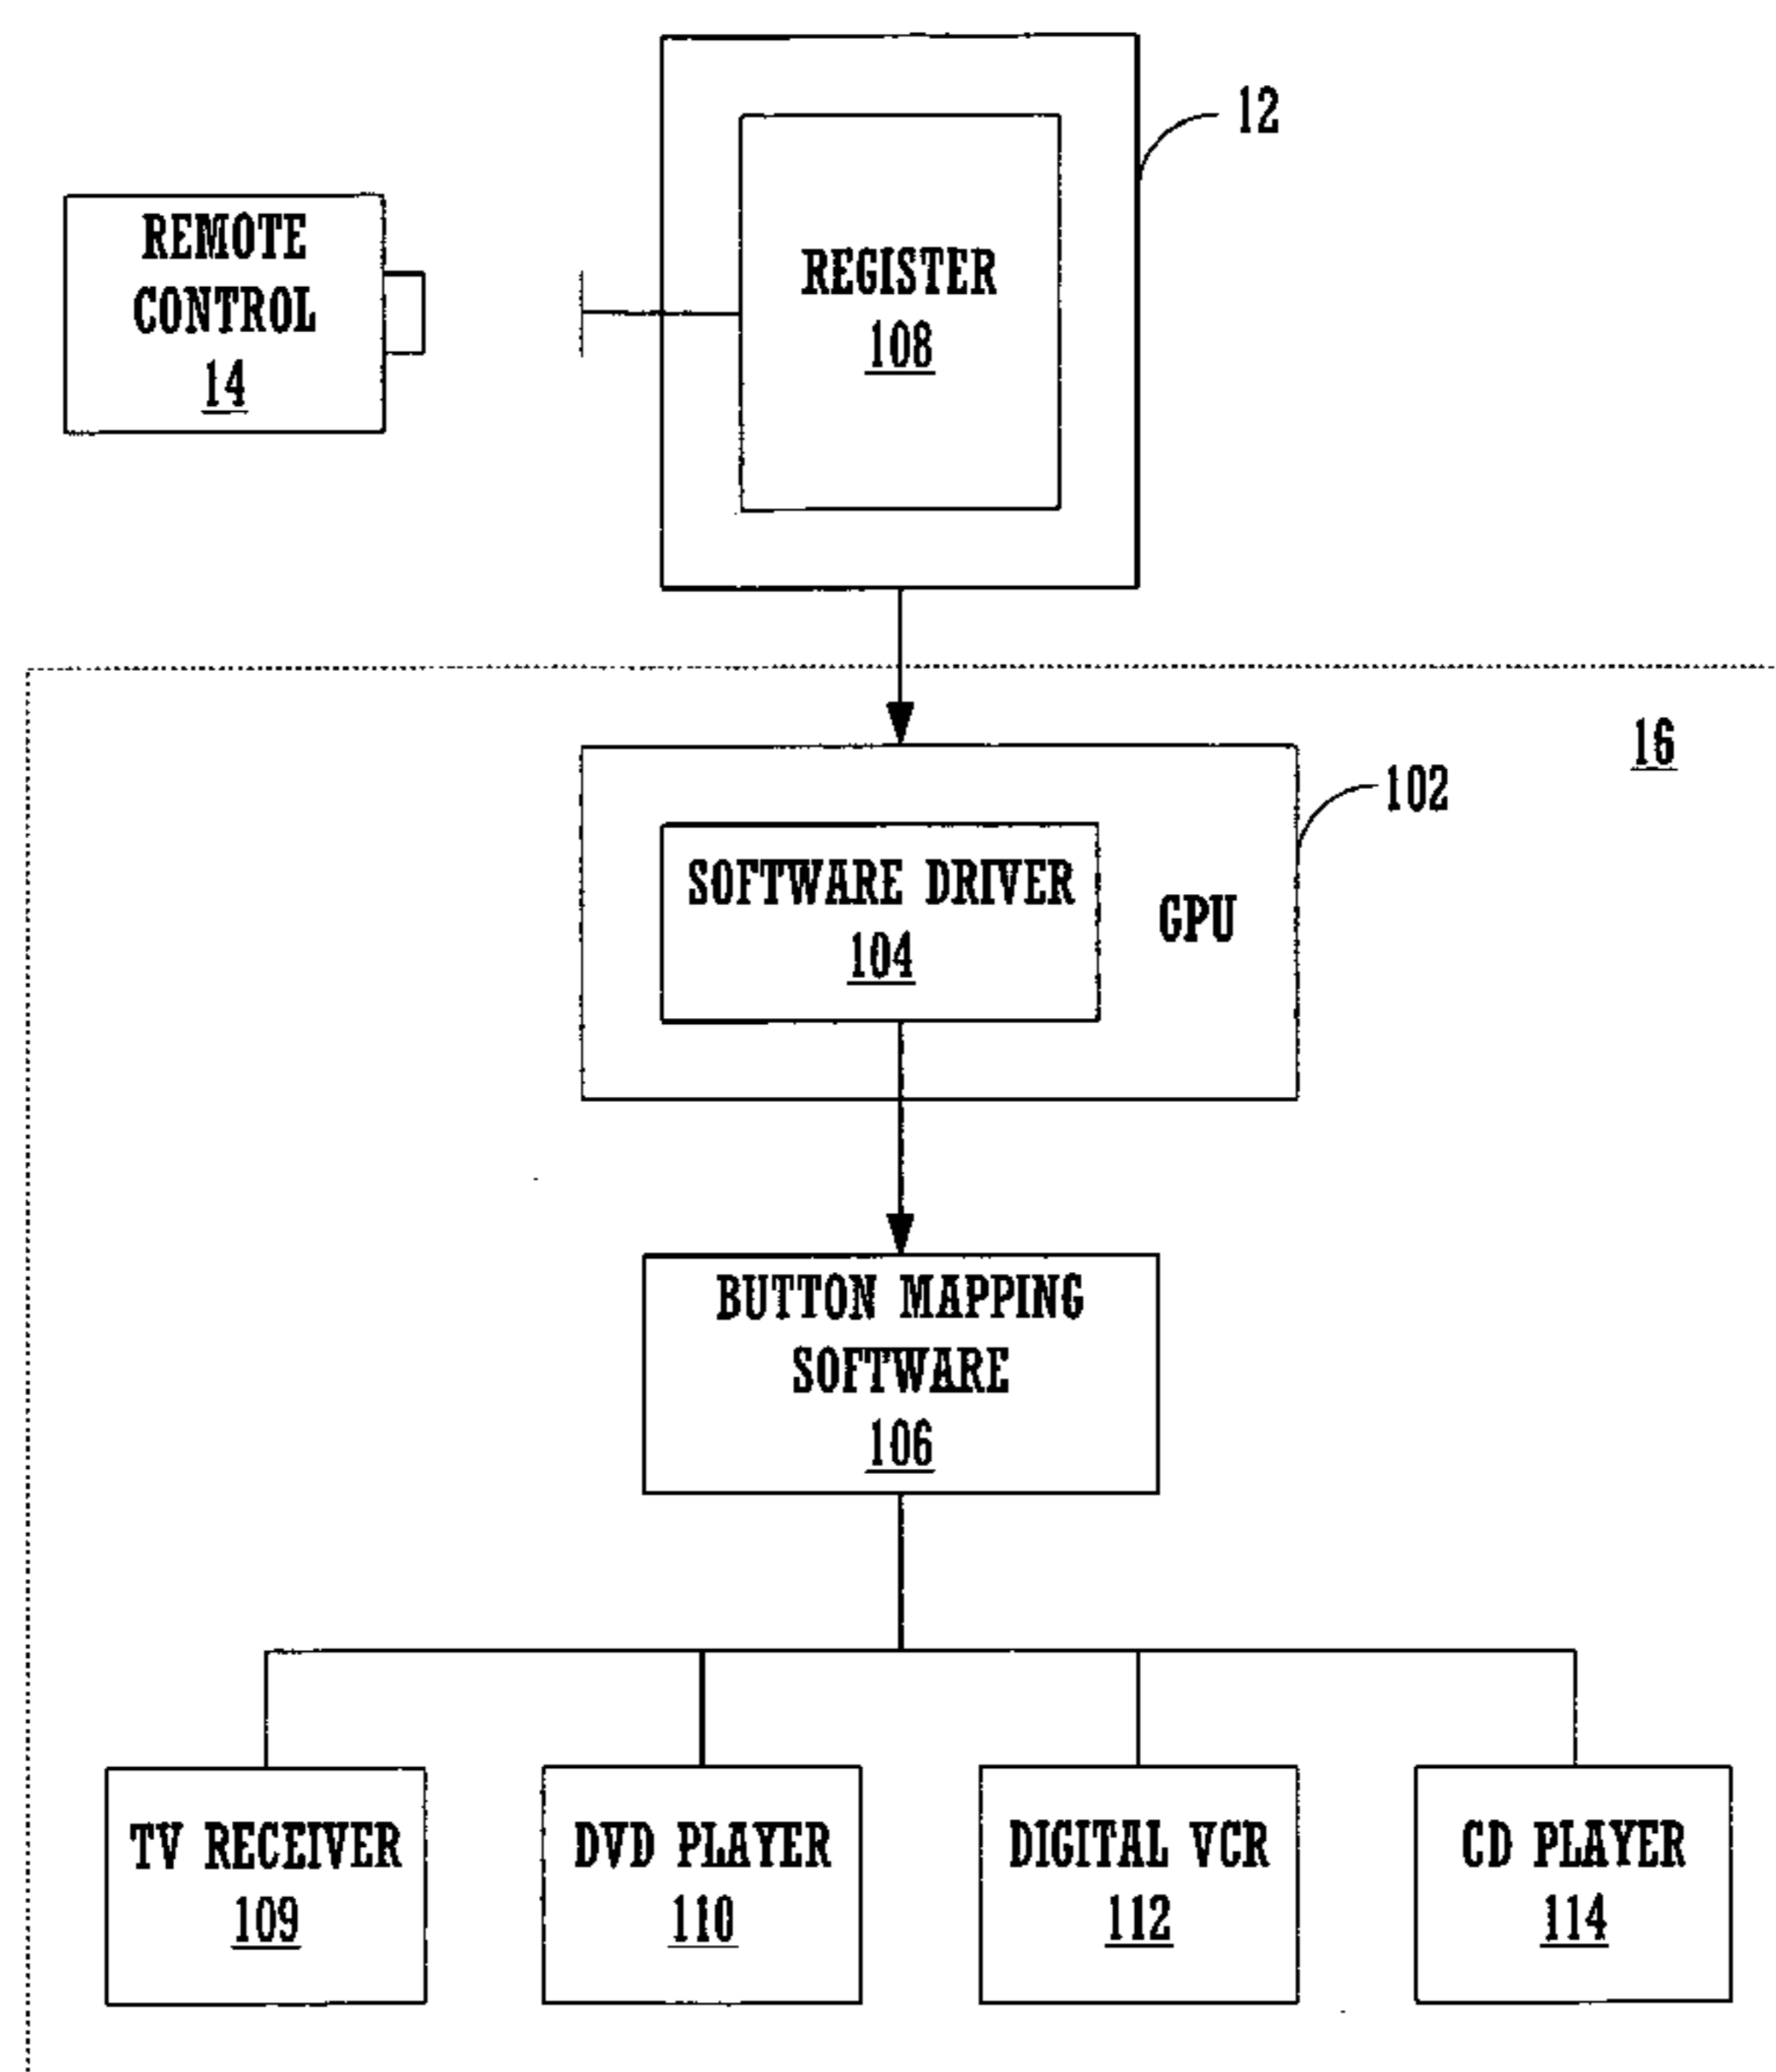 12
REMOTE
CONTROL
14
REGISTER
108
16
102
SOFTWARE DRIVER
104
GPU
BUTTON MAPPING
SOFTWARE
106
TV RECEIVER
109
DVD PLAYER
110
DIGITAL VCR
112
CD PLAYER
114